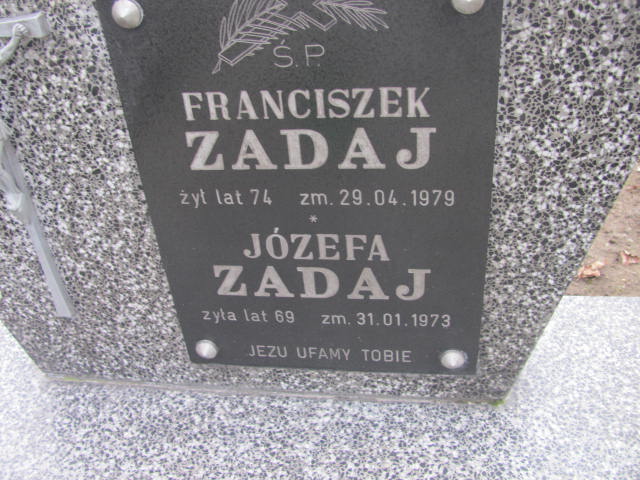 Ś.P.
FRANCISZEK
ZADAJ
żył lat 74 zm. 29.04.1979
*
JÓZEFA
ZADAJ
żyła lat 69 zm. 31.01.1973
JEZU UFAMY TOBIE